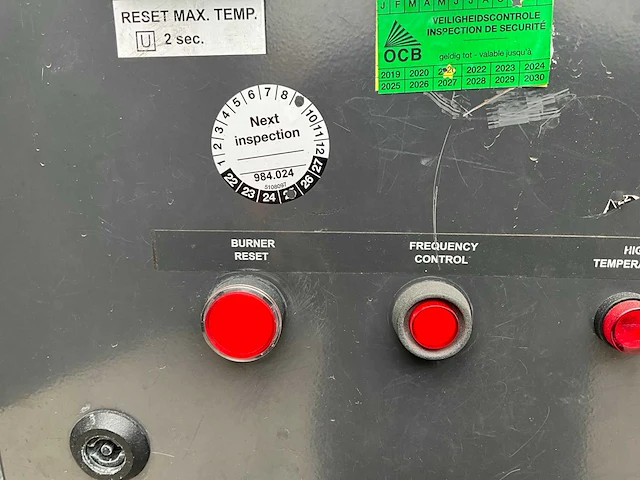 RESET MAX. TEMP.
U 2 sec.
J F M A M J J A
VEILIGHEIDSCONTROLE
INSPECTION DE SECURITÉ
OCB
geldig tot - valable jusqu'à
2019 2020 2022 2023 2024
2025 2026 2027 2028 2029 2030
1 2 3 4 5 6 7 8 10 11 12
Next
inspection
984.024
5108097
22 23 24 26 27
BURNER
RESET
FREQUENCY
CONTROL